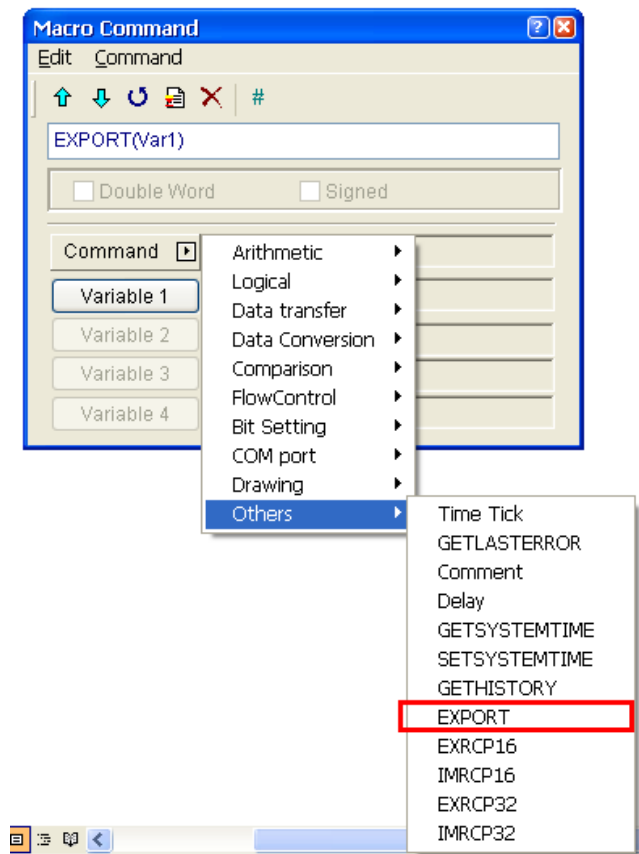 Macro Command
Edit Command
#
EXPORT(Var1)
Double Word Signed
Command
Variable 1
Variable 2
Variable 3
Variable 4
Arithmetic
Logical
Data transfer
Data Conversion
Comparison
FlowControl
Bit Setting
COM port
Drawing
Others
Time Tick
GETLASTERROR
Comment
Delay
GETSYSTEMTIME
SETSYSTEMTIME
GETHISTORY
EXPORT
EXRCP16
IMRCP16
EXRCP32
IMRCP32